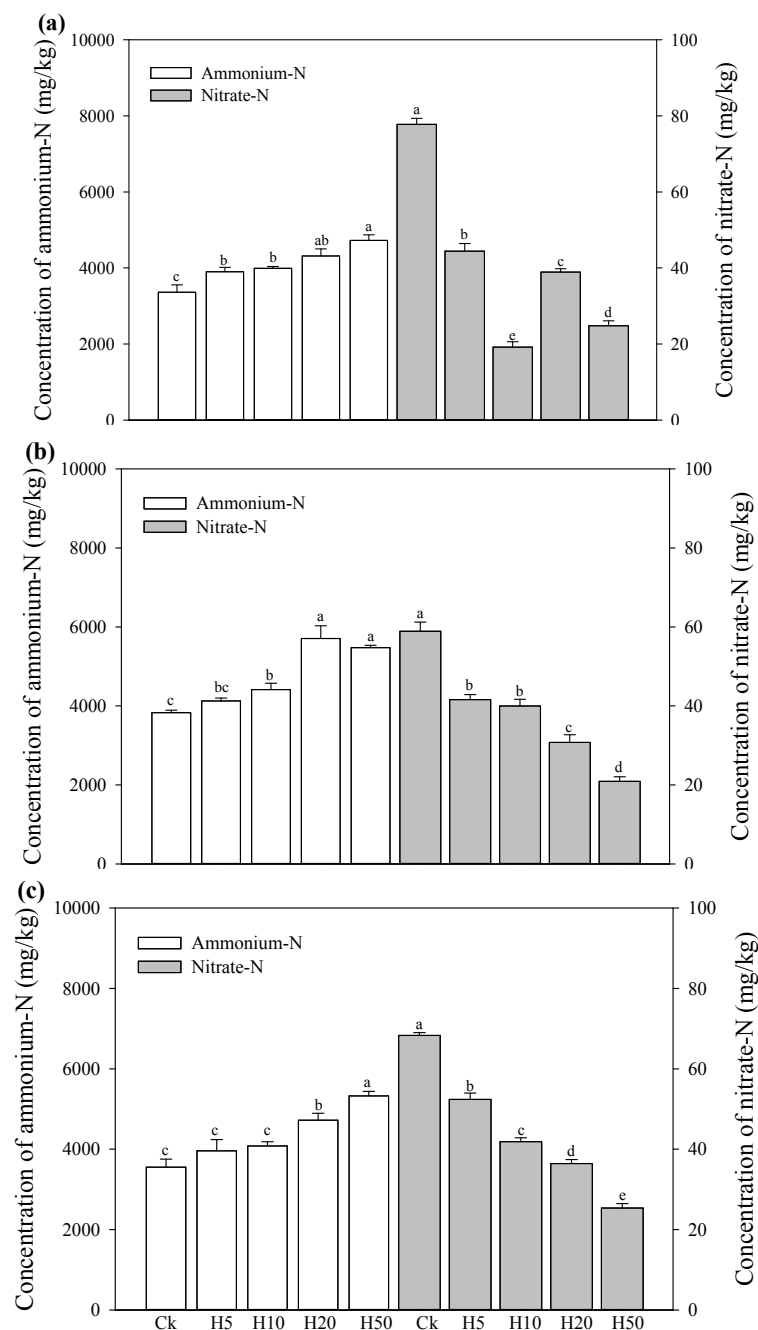 (a)
Concentration of ammonium-N (mg/kg)
10000
8000
6000
4000
2000
0
Ammonium-N
Nitrate-N
c
b
b
ab
a
a
b
e
c
d
100
80
60
40
20
0
Concentration of nitrate-N (mg/kg)
(b)
Concentration of ammonium-N (mg/kg)
10000
8000
6000
4000
2000
0
Ammonium-N
Nitrate-N
c
bc
b
a
a
a
b
b
c
d
100
80
60
40
20
0
Concentration of nitrate-N (mg/kg)
(c)
Concentration of ammonium-N (mg/kg)
10000
8000
6000
4000
2000
0
Ammonium-N
Nitrate-N
c
c
c
b
a
a
b
c
d
e
100
80
60
40
20
0
Concentration of nitrate-N (mg/kg)
Ck H5 H10 H20 H50 Ck H5 H10 H20 H50